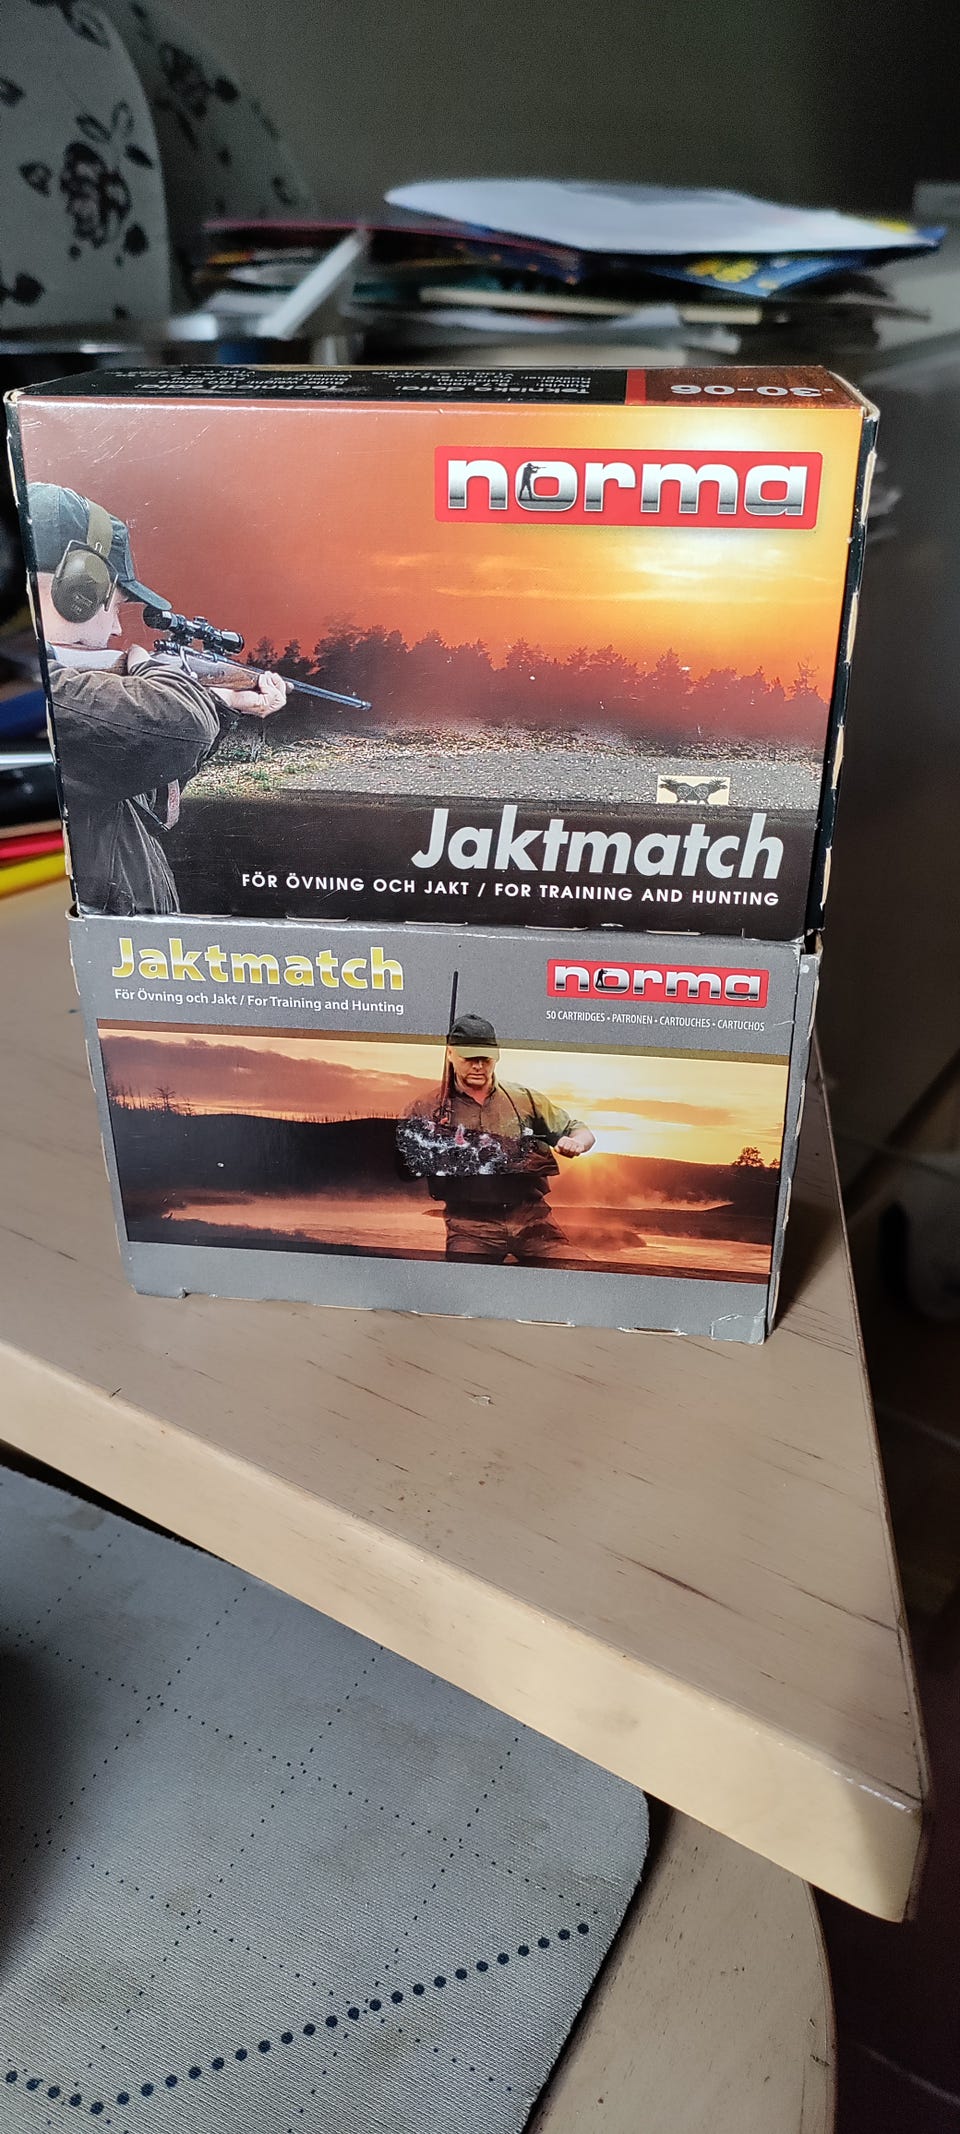 .30-06
norma
Jaktmatch
FÖR ÖVNING OCH JAKT / FOR TRAINING AND HUNTING
Jaktmatch
För Övning och Jakt / For Training and Hunting
norma
50 CARTRIDGES • PATRONEN • CARTOUCHES • CARTUCHOS